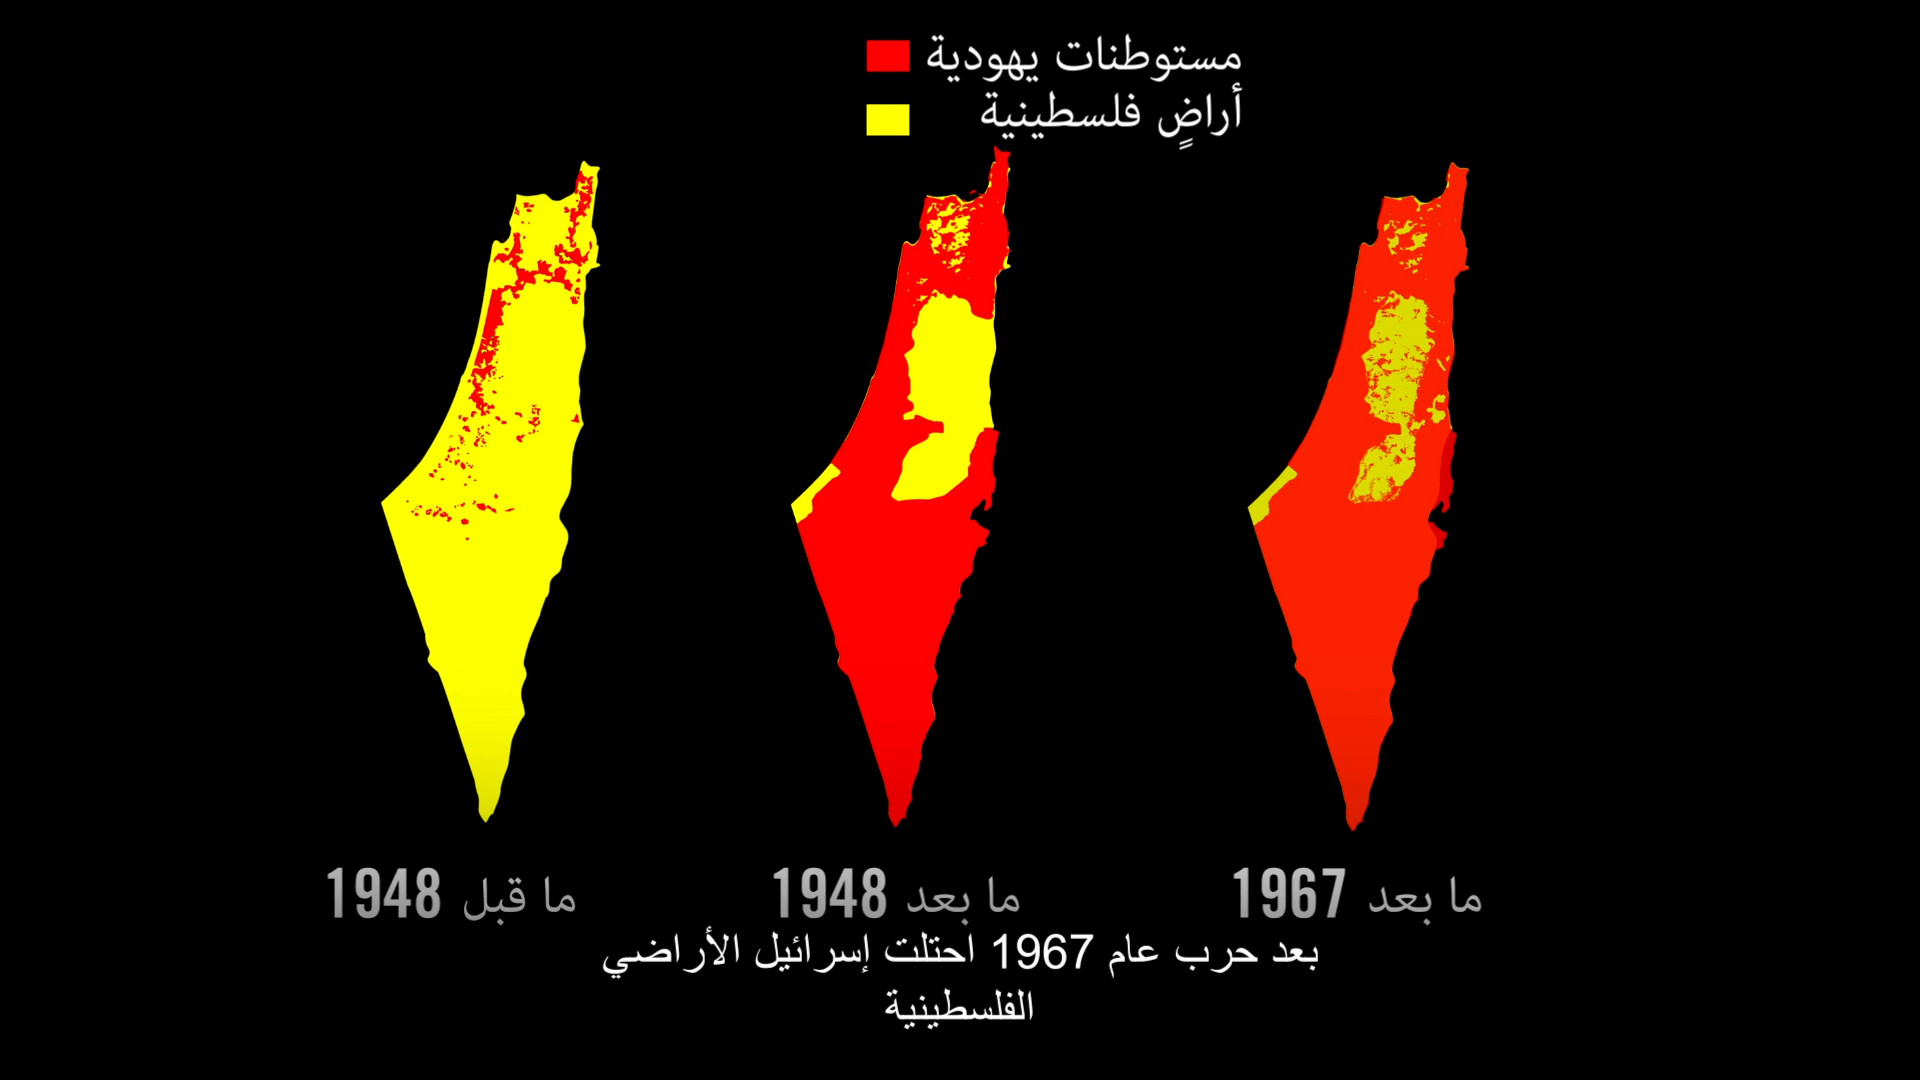 مستوطنات يهودية
أراضٍ فلسطينية
ما قبل 1948
ما بعد 1948
ما بعد 1967
بعد حرب عام 1967 احتلت إسرائيل الأراضي
الفلسطينية